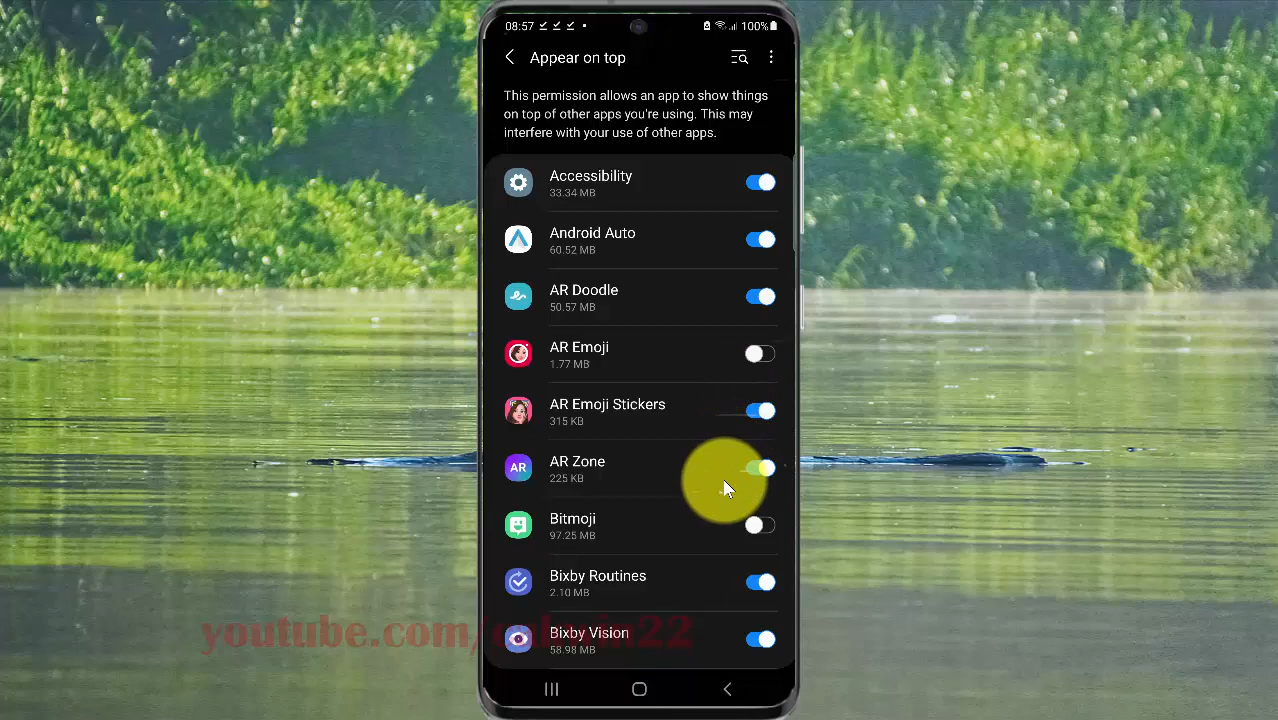 08:57
100%
Appear on top
This permission allows an app to show things
on top of other apps you're using. This may
interfere with your use of other apps.
Accessibility
33.34 MB
Android Auto
60.52 MB
AR Doodle
50.57 MB
AR Emoji
1.77 MB
AR Emoji Stickers
315 KB
AR
AR Zone
225 KB
Bitmoji
97.25 MB
Bixby Routines
2.10 MB
Bixby Vision
58.98 MB